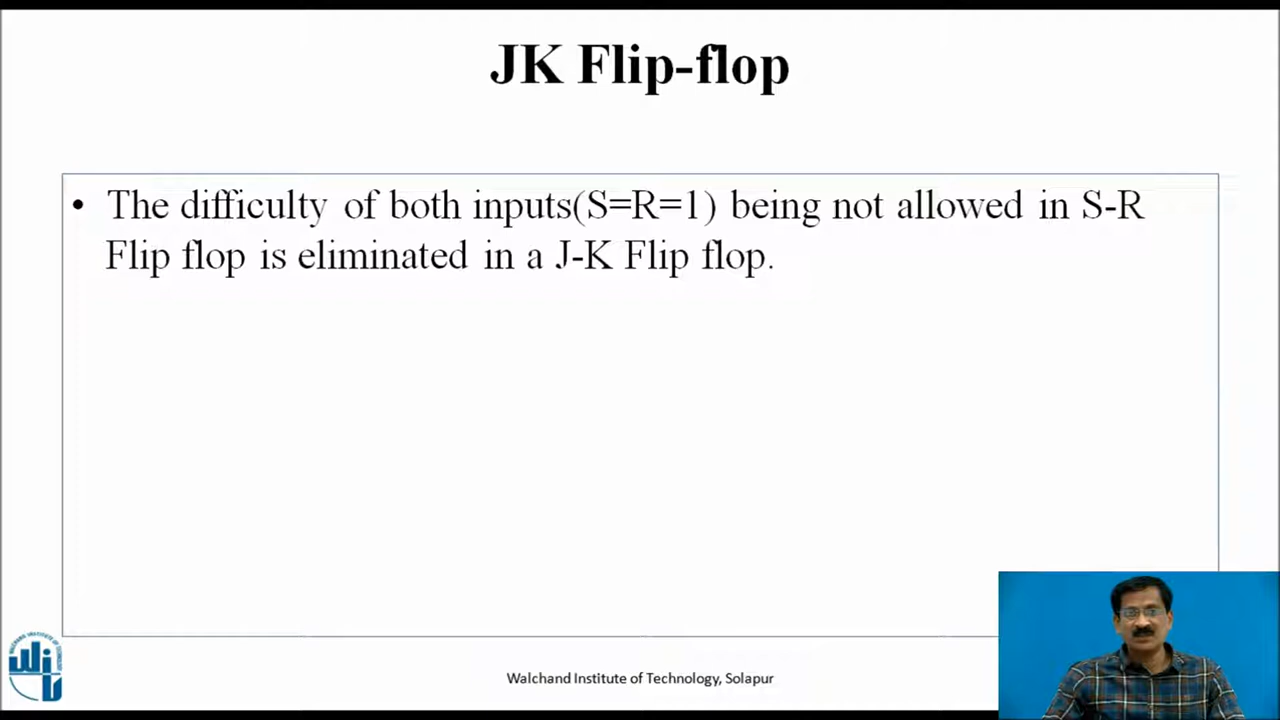 JK Flip-flop
• The difficulty of both inputs(S=R=1) being not allowed in S-R
Flip flop is eliminated in a J-K Flip flop.
Walchand Institute of Technology, Solapur